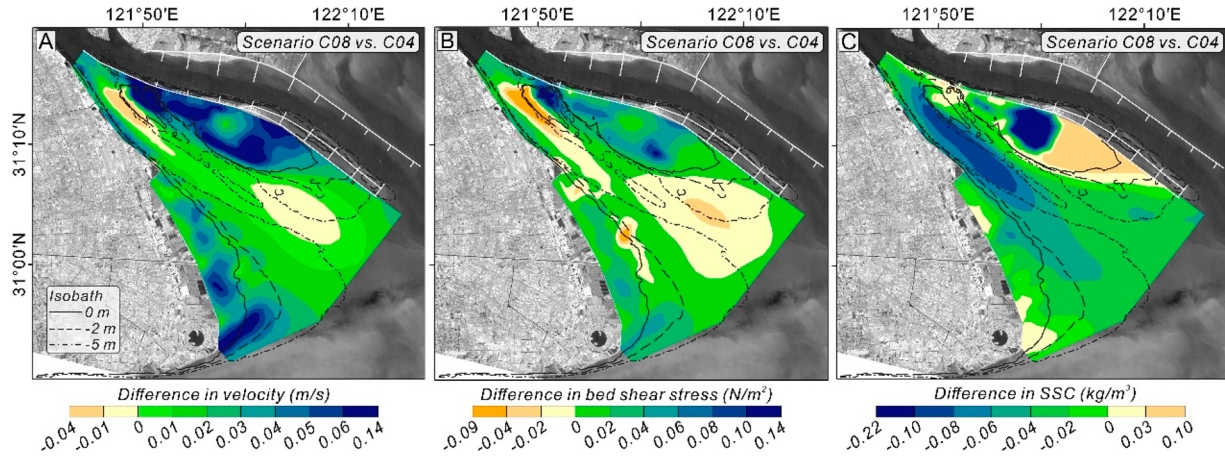 121°50'E 122°10'E 121°50'E 122°0'E 121°50'E 122°10'E
A Scenario C08 vs. C04 B Scenario C08 vs. C04 C Scenario C08 vs. C04
31°10'N
31°00'N
Isobath
0 m
-2 m
-5 m
Difference in velocity (m/s) Difference in bed shear stress (N/m²) Difference in SSC (kg/m³)
-0.04 -0.01 0 0.01 0.02 0.03 0.04 0.05 0.06 0.14 -0.09 -0.04 -0.02 0 0.02 0.04 0.06 0.08 0.10 0.14 -0.22 -0.10 -0.08 -0.06 -0.04 -0.02 0 0.03 0.10